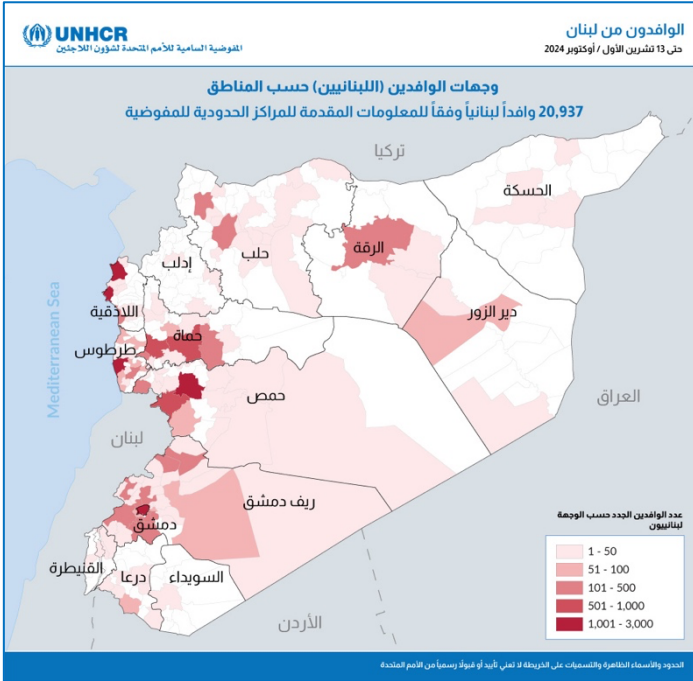 الوافدون من لبنان
حتى 13 تشرين الأول / أوكتوبر 2024
UNHCR
المفوضية السامية للأمم المتحدة لشؤون اللاجئين
وجهات الوافدين (اللبنانيين) حسب المناطق
20,937 وافداً لبنانياً وفقاً للمعلومات المقدمة للمراكز الحدودية للمفوضية
تركيا
الحسكة
الرقة
حلب
إدلب
اللاذقية
دير الزور
حماة
طرطوس
Mediterranean Sea
حمص
العراق
لبنان
ريف دمشق
دمشق
القنيطرة
درعا
السويداء
الأردن
عدد الوافدين الجدد حسب الوجهة
لبنانييون
1 - 50
51 - 100
101 - 500
501 - 1,000
1,001 - 3,000
الحدود والأسماء الظاهرة والتسميات على الخريطة لا تعني تأييد أو قبولًا رسمياً من الأمم المتحدة